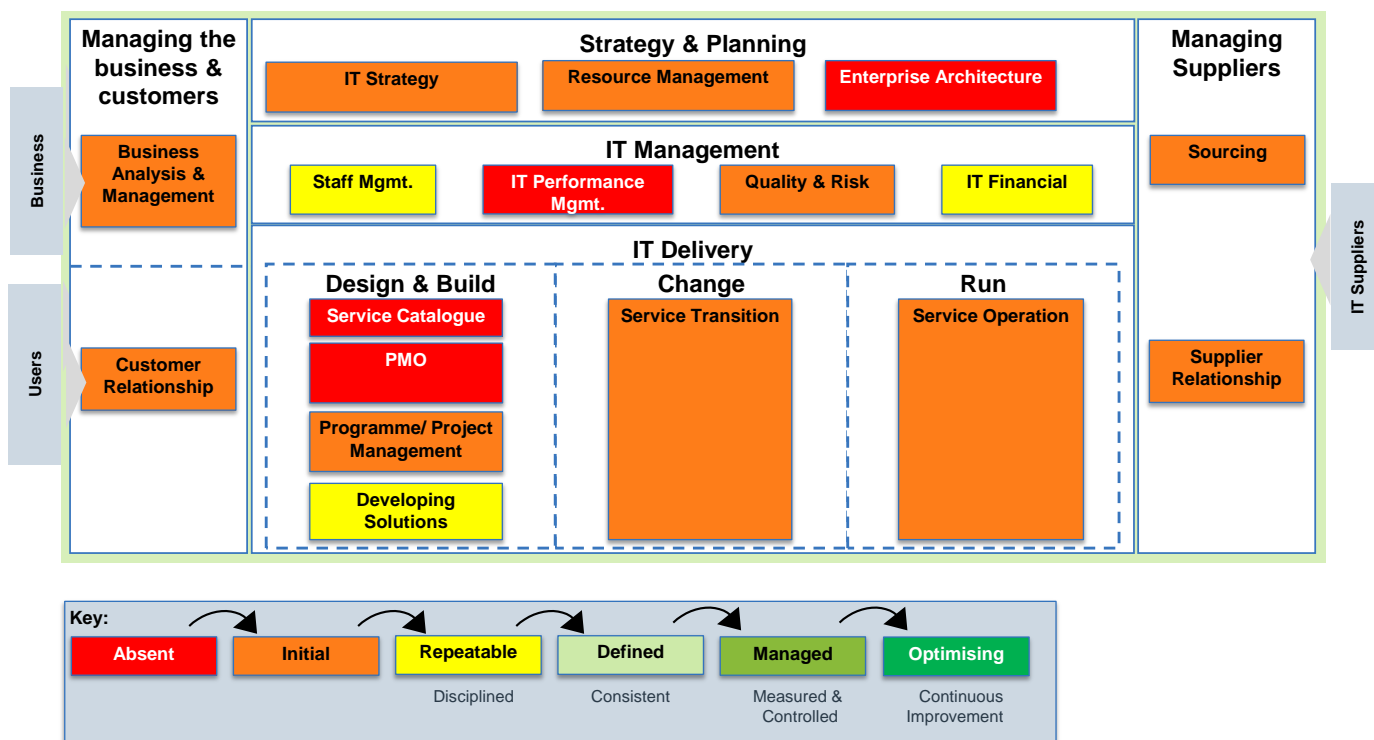 Managing the
business &
customers
Business
Analysis &
Management
Customer
Relationship
Business
Users
Strategy & Planning
IT Strategy
Resource Management
Enterprise Architecture
IT Management
Staff Mgmt.
IT Performance
Mgmt.
Quality & Risk
IT Financial
IT Delivery
Design & Build
Service Catalogue
PMO
Programme/ Project
Management
Developing
Solutions
Change
Service Transition
Run
Service Operation
Managing
Suppliers
Sourcing
Supplier
Relationship
IT Suppliers
Key:
Absent
Initial
Repeatable
Defined
Managed
Optimising
Disciplined
Consistent
Measured &
Controlled
Continuous
Improvement